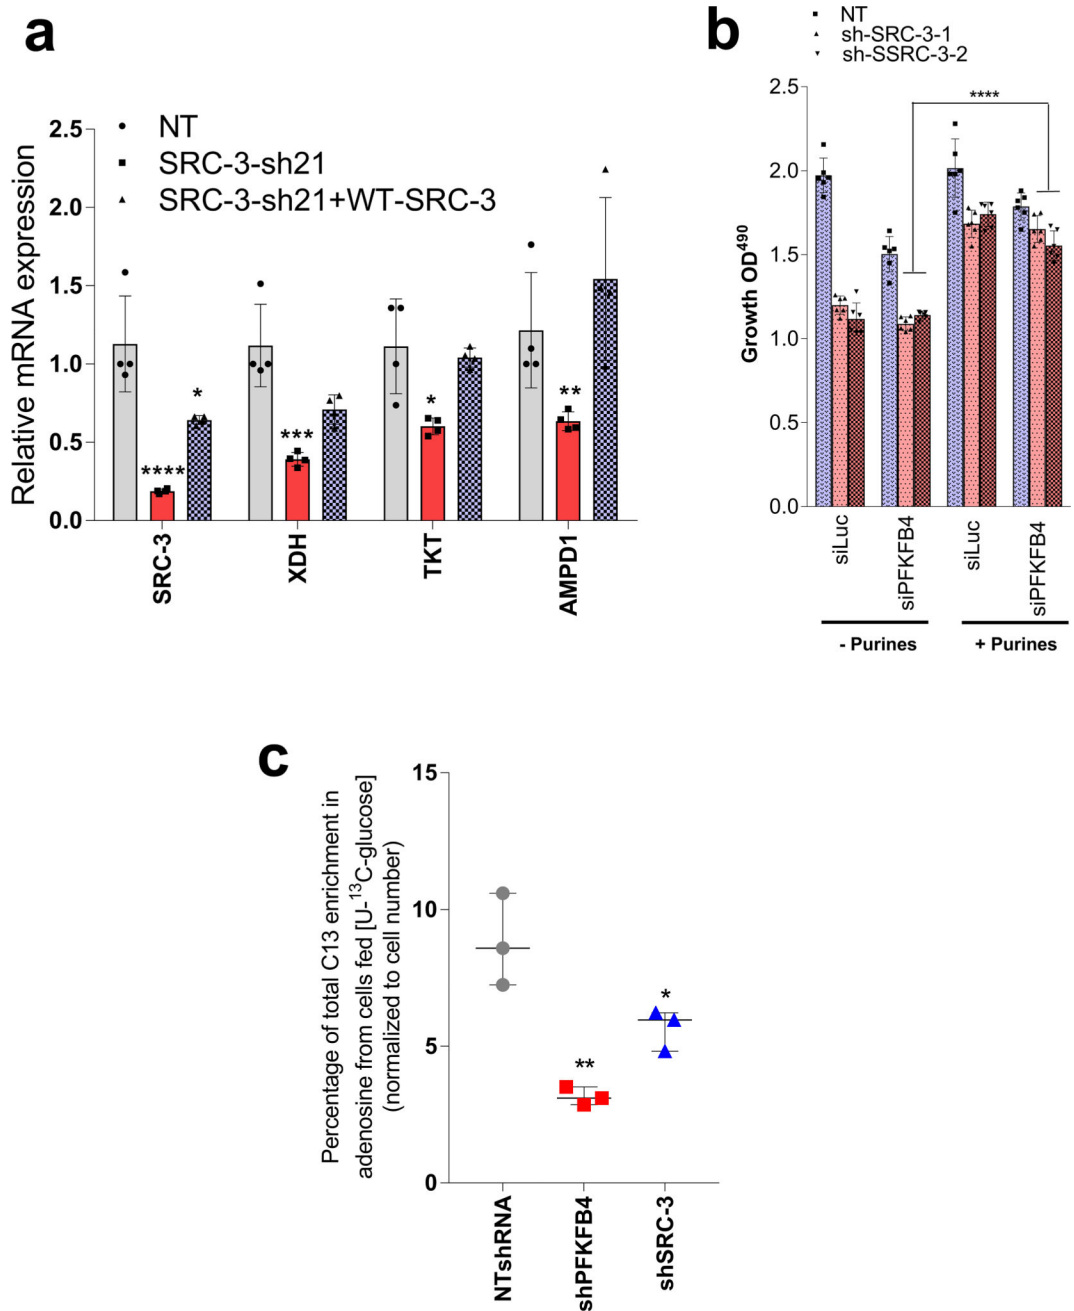 a
NT
SRC-3-sh21
SRC-3-sh21+WT-SRC-3
Relative mRNA expression
2.5
2.0
1.5
1.0
0.5
0.0
****
*
***
*
**
SRC-3
XDH
TKT
AMPD1
b
NT
sh-SRC-3-1
sh-SSRC-3-2
Growth OD490
2.5
2.0
1.5
1.0
0.5
0.0
****
siLuc
siPFKFB4
siLuc
siPFKFB4
- Purines
+ Purines
c
Percentage of total C13 enrichment in
adenosine from cells fed [U-13C-glucose]
(normalized to cell number)
15
10
5
0
**
*
NTshRNA
shPFKFB4
shSRC-3